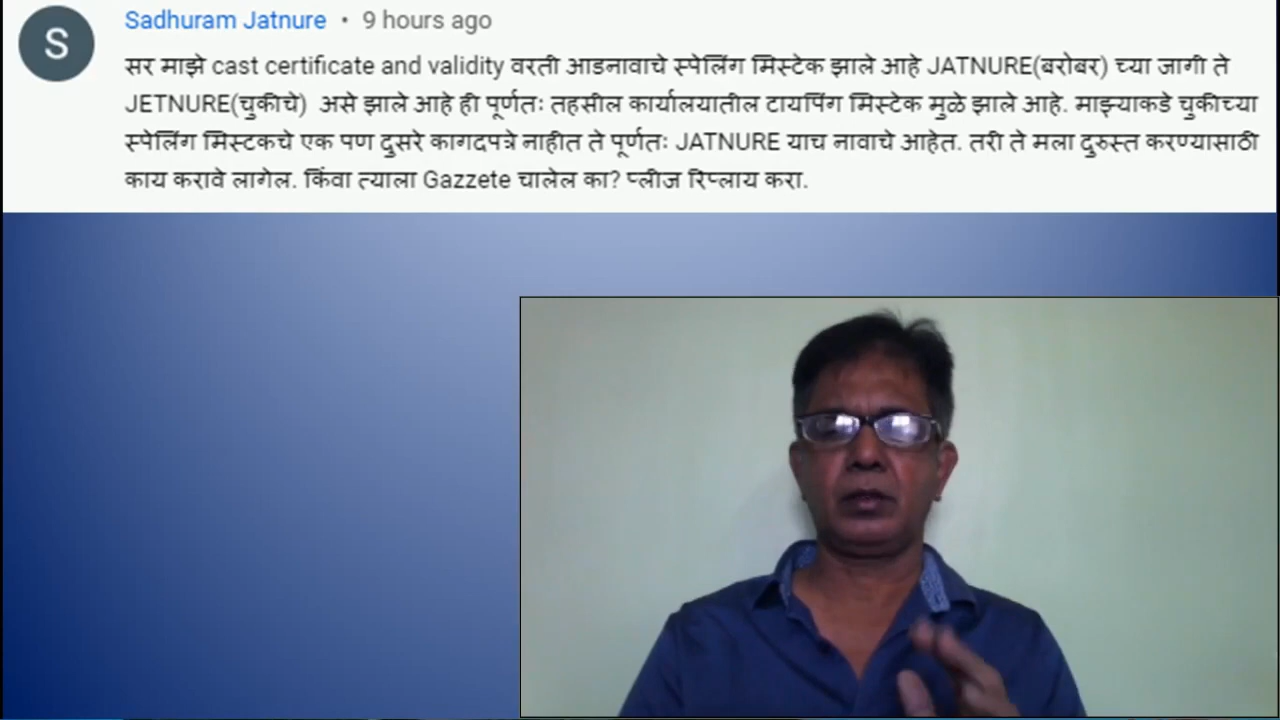 S
Sadhuram Jatnure • 9 hours ago
सर माझे cast certificate and validity वरती आडनावाचे स्पेलिंग मिस्टेक झाले आहे JATNURE(बरोबर) च्या जागी ते
JETNURE(चुकीचे) असे झाले आहे ही पूर्णतः तहसील कार्यालयातील टायपिंग मिस्टेक मुळे झाले आहे. माझ्याकडे चुकीच्या
स्पेलिंग मिस्टकचे एक पण दुसरे कागदपत्रे नाहीत ते पूर्णतः JATNURE याच नावाचे आहेत. तरी ते मला दुरुस्त करण्यासाठी
काय करावे लागेल. किंवा त्याला Gazzete चालेल का? प्लीज रिप्लाय करा.